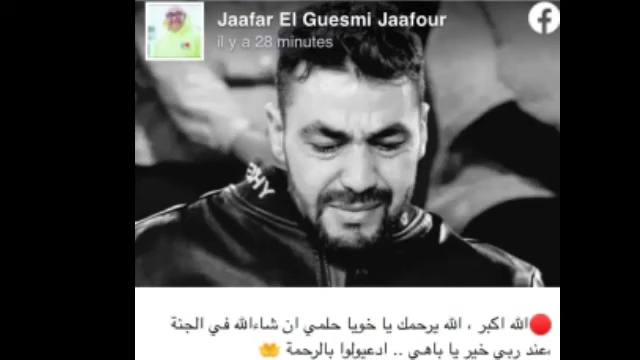 Jaafar El Guesmi Jaafour
il y a 28 minutes
HY
🔴الله اكبر ، الله يرحمك يا خويا حلمي ان شاءالله في الجنة
عند ربي خير يا باهي .. ادعيولوا بالرحمة 🤲